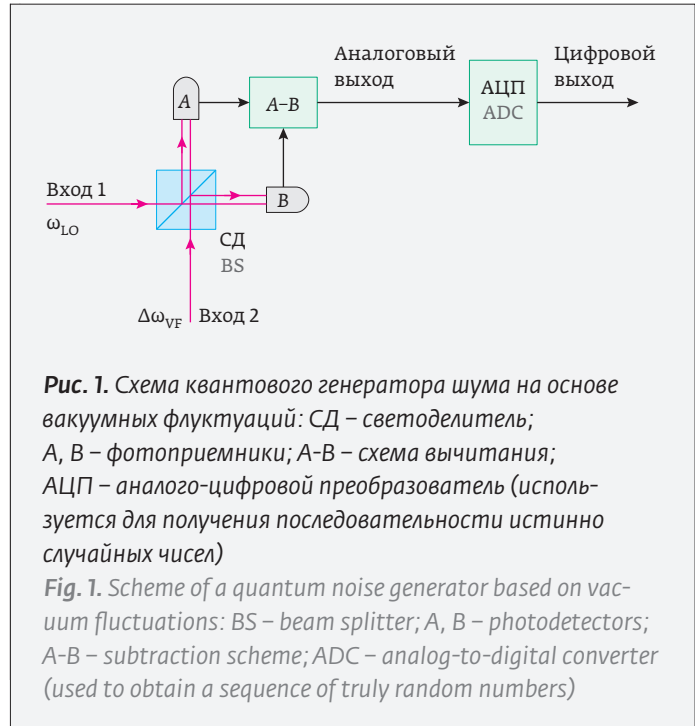 Аналоговый
выход
Цифровой
выход
A
A–B
АЦП
ADC
Вход 1
ω_LO
B
СД
BS
Δω_VF Вход 2
Рис. 1. Схема квантового генератора шума на основе
вакуумных флуктуаций: СД – светоделитель;
А, В – фотоприемники; А-В – схема вычитания;
АЦП – аналого-цифровой преобразователь (исполь-
зуется для получения последовательности истинно
случайных чисел)
Fig. 1. Scheme of a quantum noise generator based on vac-
uum fluctuations: BS – beam splitter; A, B – photodetectors;
A-B – subtraction scheme; ADC – analog-to-digital converter
(used to obtain a sequence of truly random numbers)